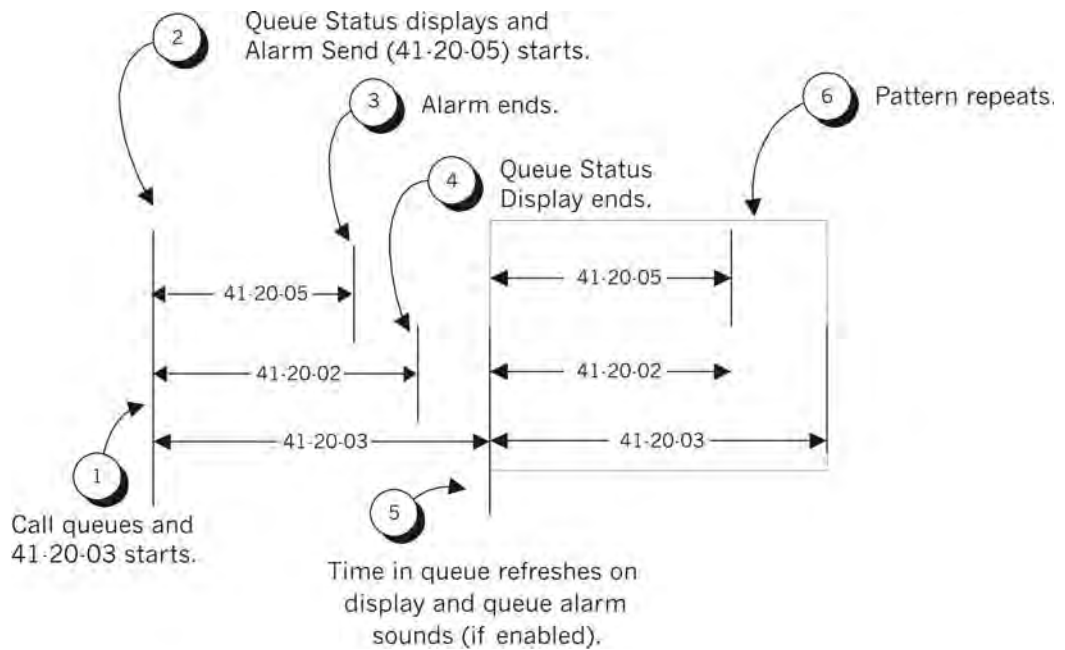 2
Queue Status displays and
Alarm Send (41-20-05) starts.
3
Alarm ends.
6
Pattern repeats.
4
Queue Status
Display ends.
41-20-05
41-20-05
41-20-02
41-20-02
41-20-03
41-20-03
1
Call queues and
41-20-03 starts.
5
Time in queue refreshes on
display and queue alarm
sounds (if enabled).